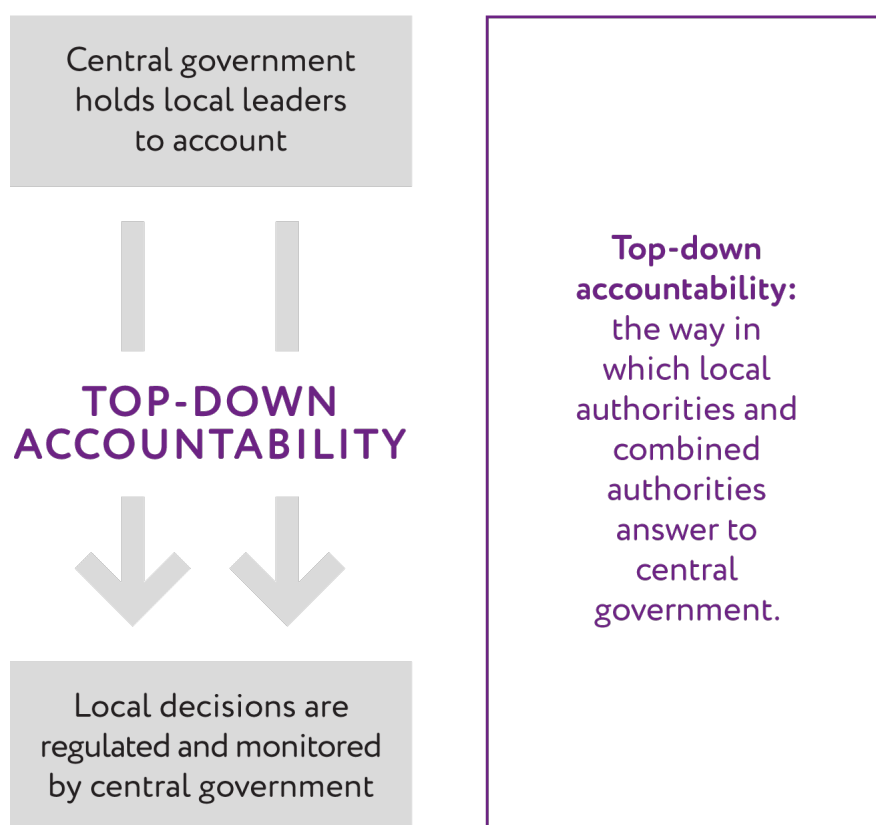 Central government
holds local leaders
to account
TOP-DOWN
ACCOUNTABILITY
Local decisions are
regulated and monitored
by central government
Top-down
accountability:
the way in
which local
authorities and
combined
authorities
answer to
central
government.